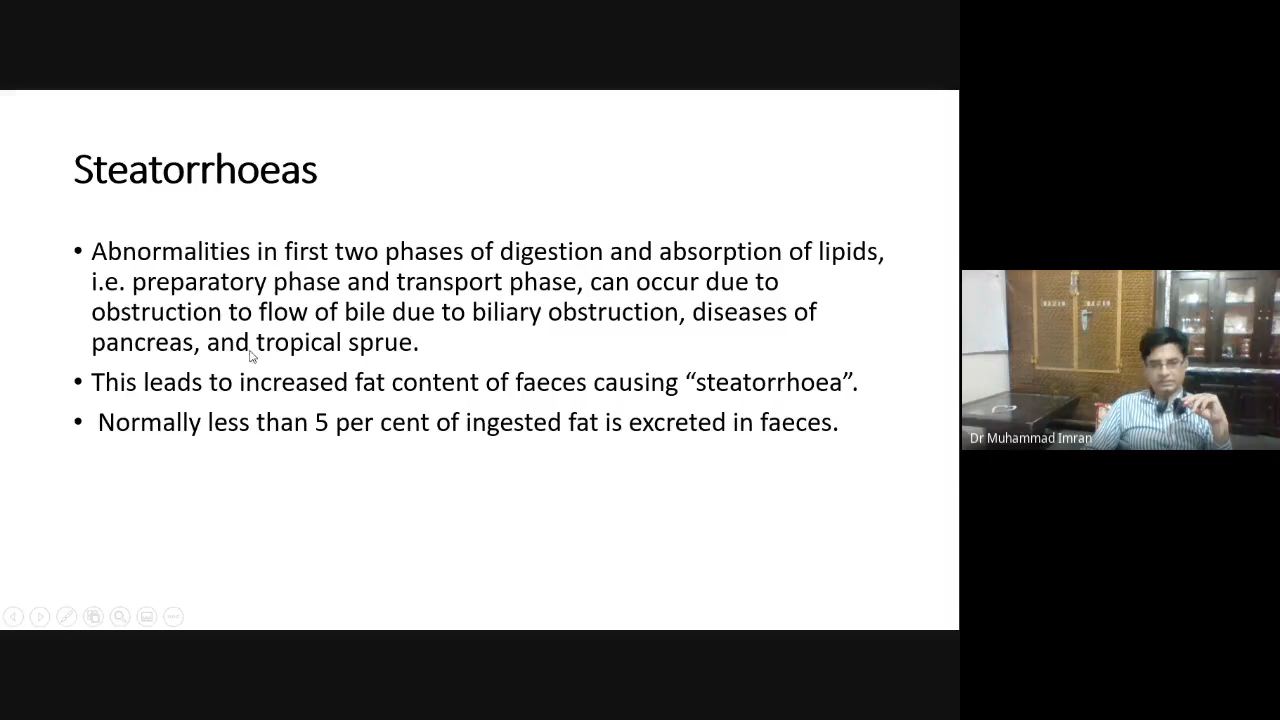 Steatorrhoeas
• Abnormalities in first two phases of digestion and absorption of lipids,
i.e. preparatory phase and transport phase, can occur due to
obstruction to flow of bile due to biliary obstruction, diseases of
pancreas, and tropical sprue.
• This leads to increased fat content of faeces causing “steatorrhoea”.
• Normally less than 5 per cent of ingested fat is excreted in faeces.
Dr Muhammad Imran